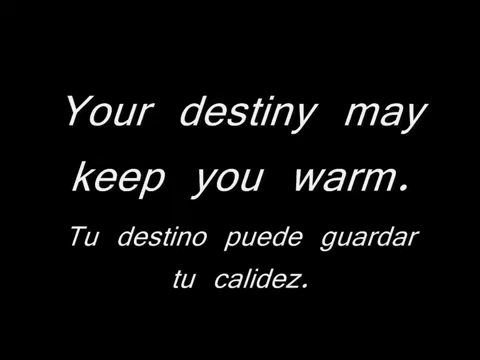 Your destiny may
keep you warm.
Tu destino puede guardar
tu calidez.